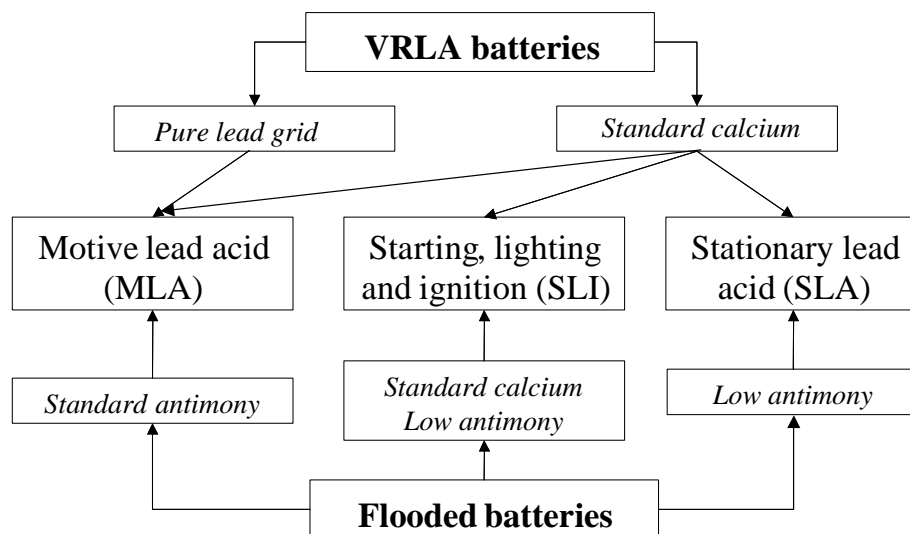 VRLA batteries
Pure lead grid
Standard calcium
Motive lead acid
(MLA)
Starting, lighting
and ignition (SLI)
Stationary lead
acid (SLA)
Standard antimony
Standard calcium
Low antimony
Low antimony
Flooded batteries